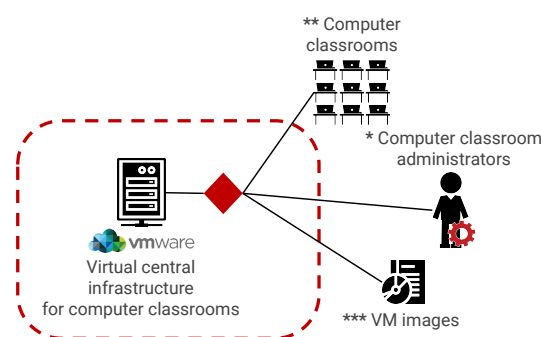 ** Computer
classrooms
* Computer classroom
administrators
vmware
Virtual central
infrastructure
for computer classrooms
*** VM images